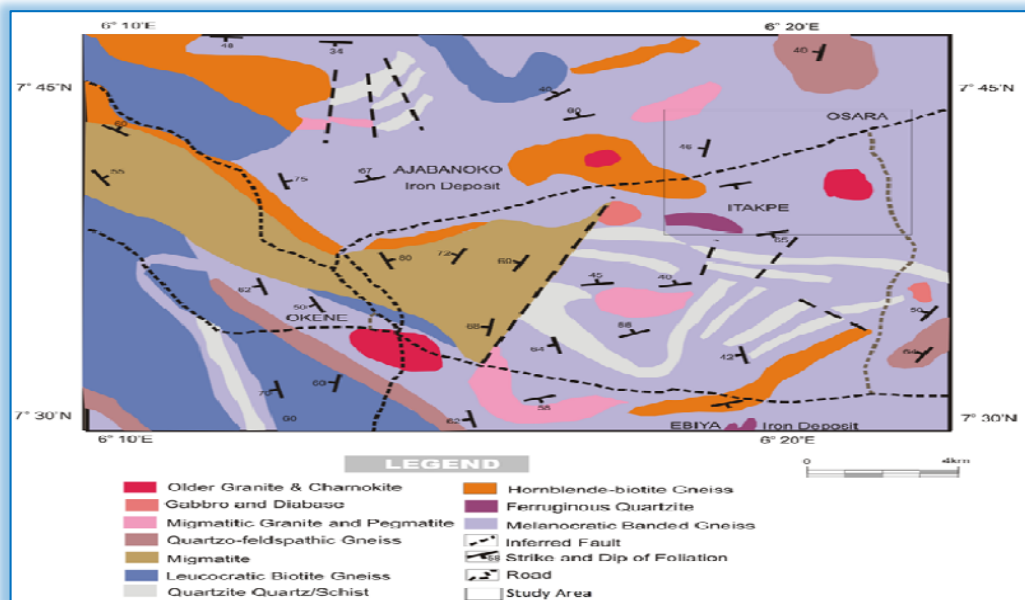 6° 10'E 6° 20'E
48
34
40
7° 45'N 7° 45'N
40
60
OSARA
60
46
AJABANOKO 67
Iron Deposit
75
55
ITAKPE
65
80 72 60
62
45 40
50
OKENE
50
68
56
64
42
64
70 60
55
60 62
7° 30'N 7° 30'N
EBIYA Iron Deposit
6° 10'E 6° 20'E
0 4km
LEGEND
Older Granite & Charnokite
Gabbro and Diabase
Migmatitic Granite and Pegmatite
Quartzo-feldspathic Gneiss
Migmatite
Leucocratic Biotite Gneiss
Quartzite Quartz/Schist
Hornblende-biotite Gneiss
Ferruginous Quartzite
Melanocratic Banded Gneiss
Inferred Fault
68 Strike and Dip of Foliation
Road
Study Area